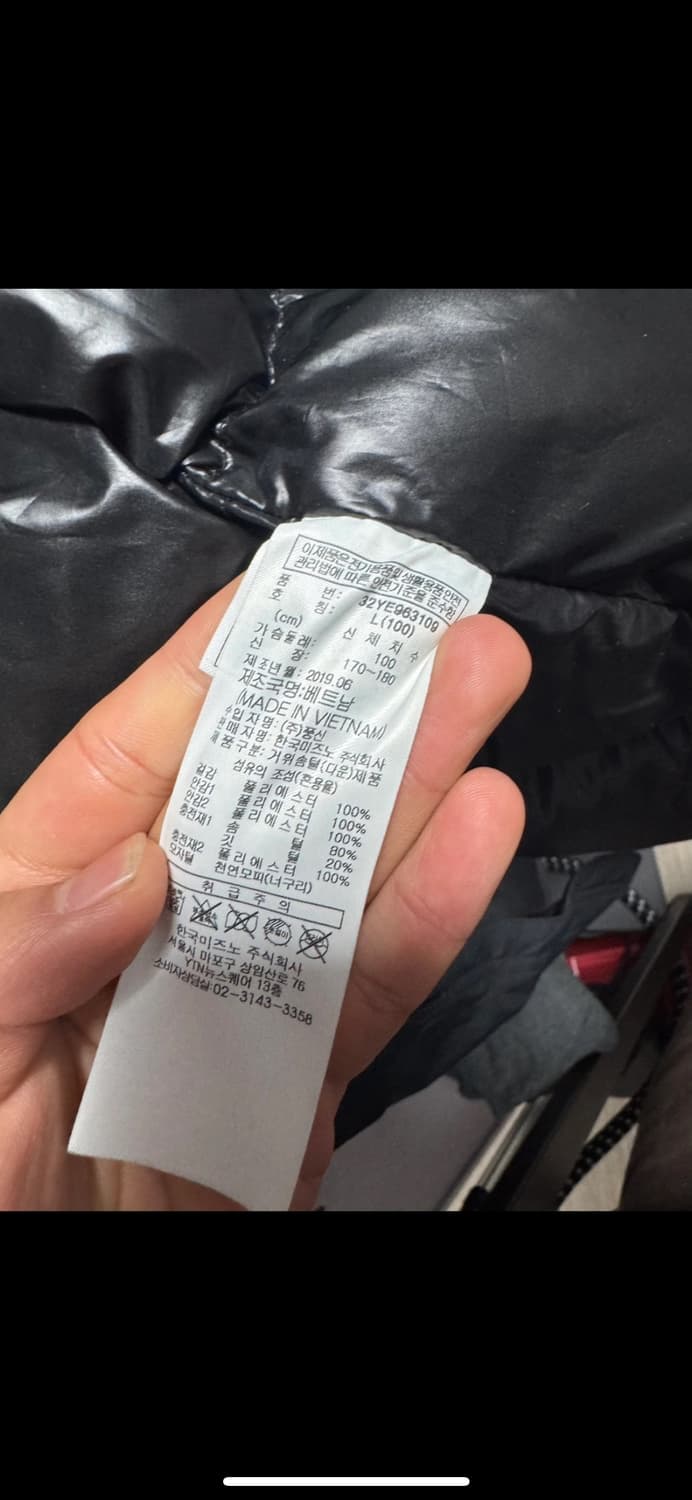 이 제품은 전기용품 및 생활용품 안전
관리법에 따른 안전기준을 준수함
품 번: 32YE963109
호 칭: L(100)
(cm) 신 체 치 수
가슴둘레: 100
신 장: 170~180
제조년월: 2019.06
제조국명:베트남
(MADE IN VIETNAM)
수입자명: (주)풍신
판매자명: 한국미즈노 주식회사
제품구분: 거위솜털(다운)제품
섬유의 조성(혼용율)
겉감 폴리에스터 100%
안감1 폴리에스터 100%
안감2 폴리에스터 100%
충전재1 솜 털 80%
깃 털 20%
충전재2 폴리에스터 100%
모자털 천연모피(너구리)
취 급 주 의
한국미즈노 주식회사
서울시 마포구 상암산로 76
YTN뉴스퀘어 13층
소비자상담실:02-3143-3358